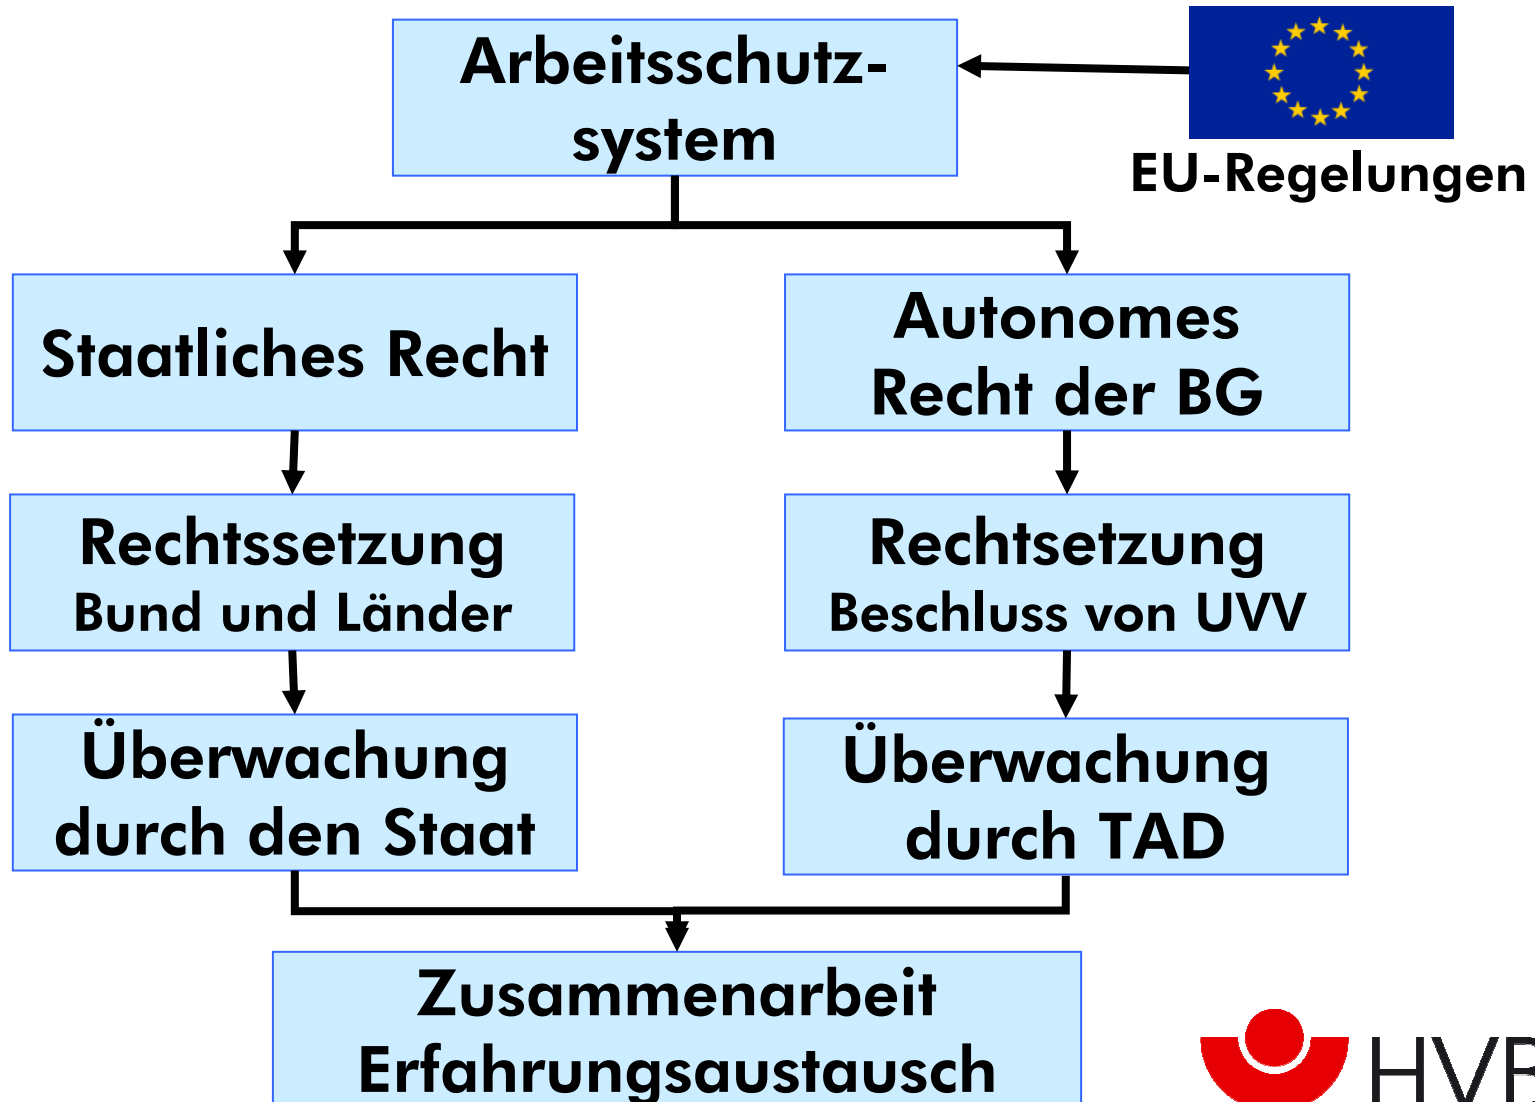 Arbeitsschutz-
system
EU-Regelungen
Staatliches Recht
Autonomes
Recht der BG
Rechtssetzung
Bund und Länder
Rechtsetzung
Beschluss von UVV
Überwachung
durch den Staat
Überwachung
durch TAD
Zusammenarbeit
Erfahrungsaustausch